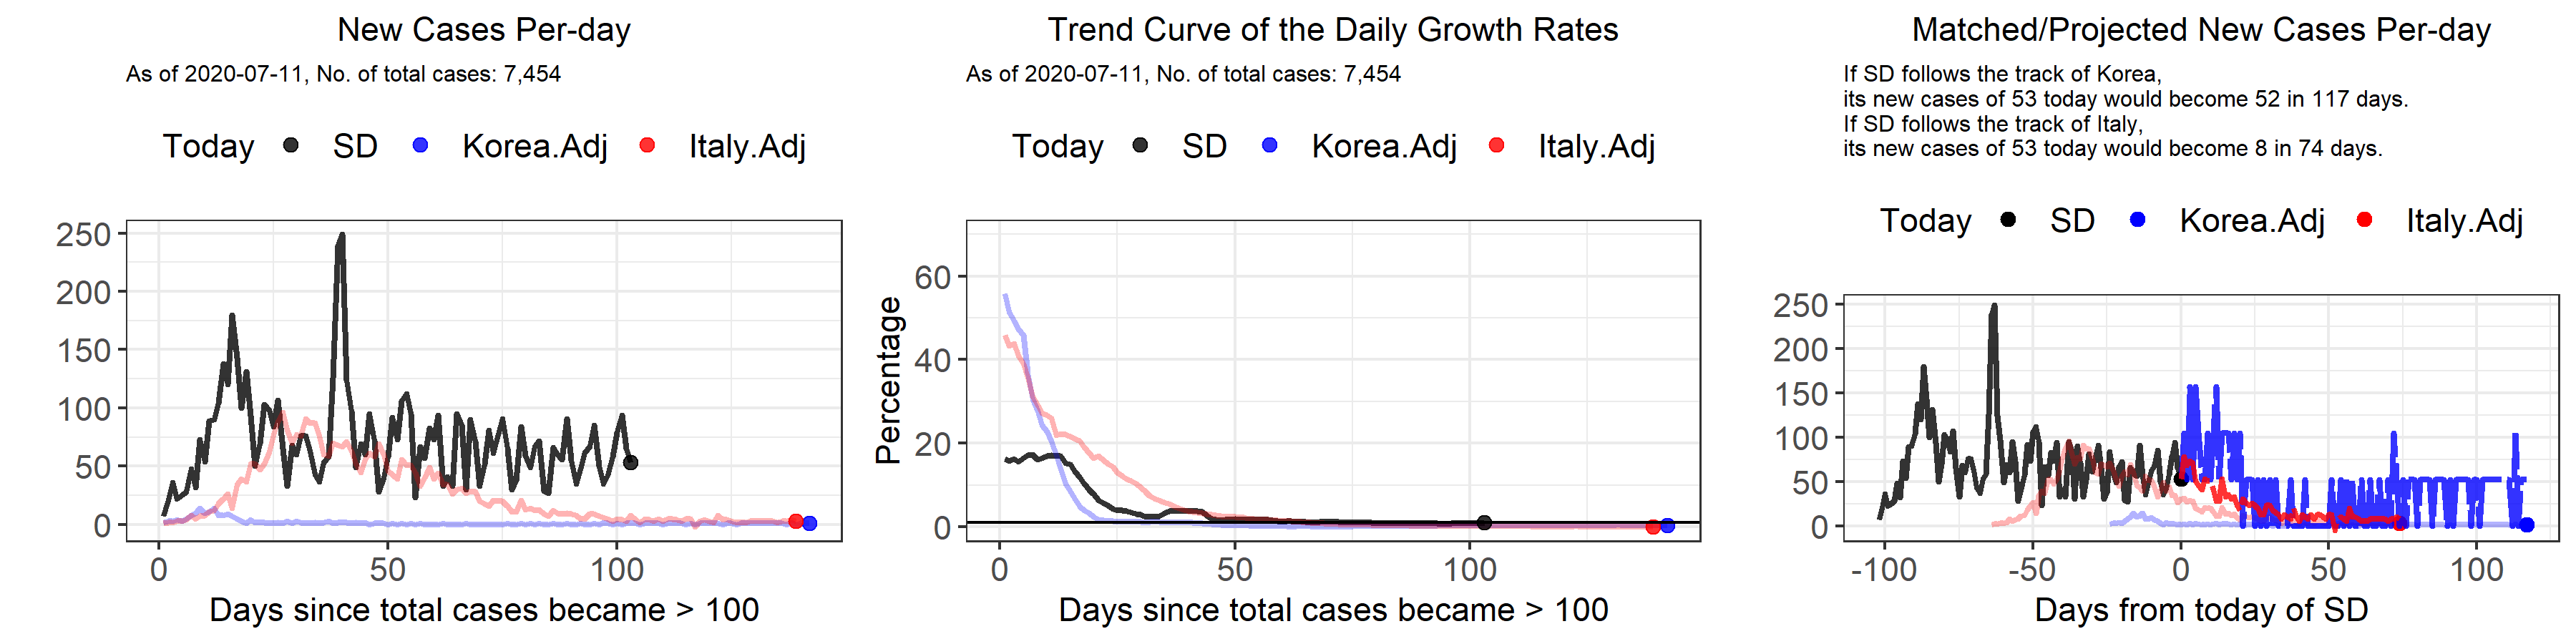 New Cases Per-day
As of 2020-07-11, No. of total cases: 7,454
Today SD Korea.Adj Italy.Adj
250
200
150
100
50
0
0 50 100
Days since total cases became > 100
Trend Curve of the Daily Growth Rates
As of 2020-07-11, No. of total cases: 7,454
Today SD Korea.Adj Italy.Adj
Percentage
60
40
20
0
0 50 100
Days since total cases became > 100
Matched/Projected New Cases Per-day
If SD follows the track of Korea,
its new cases of 53 today would become 52 in 117 days.
If SD follows the track of Italy,
its new cases of 53 today would become 8 in 74 days.
Today SD Korea.Adj Italy.Adj
250
200
150
100
50
0
-100 -50 0 50 100
Days from today of SD